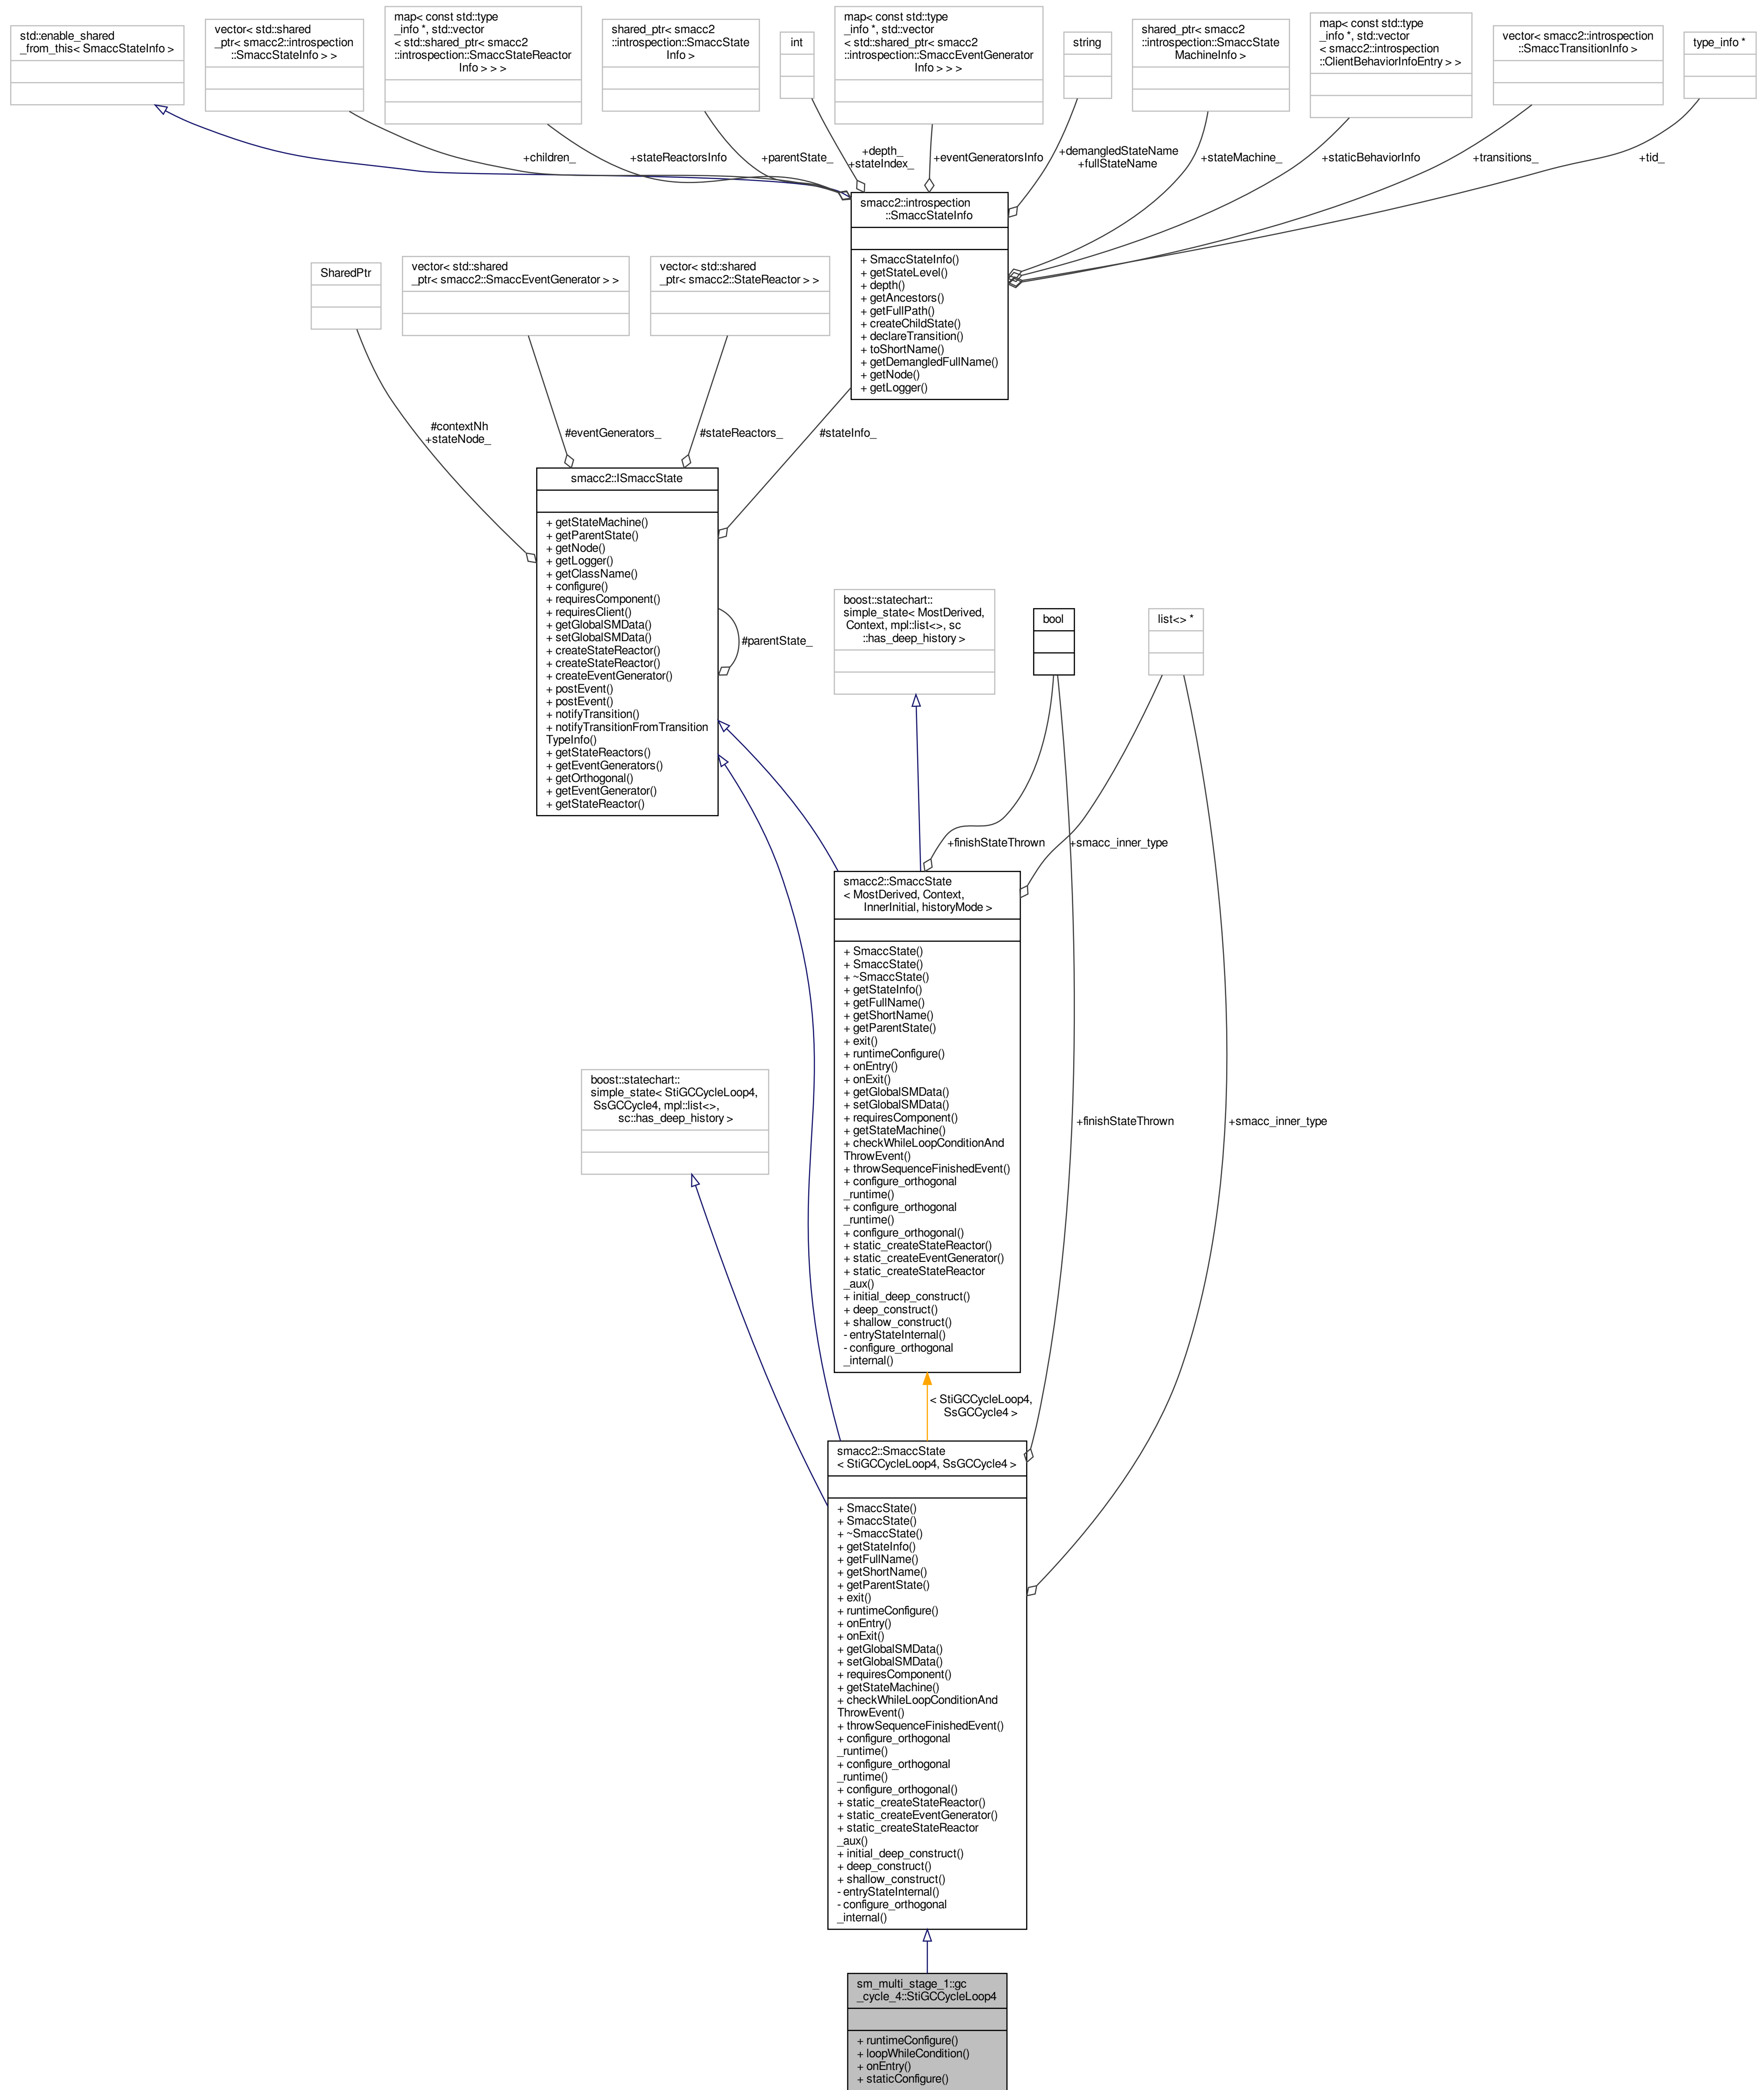 std::enable_shared
_from_this< SmaccStateInfo >
vector< std::shared
_ptr< smacc2::introspection
::SmaccStateInfo > >
map< const std::type
_info *, std::vector
< std::shared_ptr< smacc2
::introspection::SmaccStateReactor
Info > > >
shared_ptr< smacc2
::introspection::SmaccState
Info >
int
map< const std::type
_info *, std::vector
< std::shared_ptr< smacc2
::introspection::SmaccEventGenerator
Info > > >
string
shared_ptr< smacc2
::introspection::SmaccState
MachineInfo >
map< const std::type
_info *, std::vector
< smacc2::introspection
::ClientBehaviorInfoEntry > >
vector< smacc2::introspection
::SmaccTransitionInfo >
type_info *
+children_
+stateReactorsInfo
+parentState_
+depth_
+stateIndex_
+eventGeneratorsInfo
+demangledStateName
+fullStateName
+stateMachine_
+staticBehaviorInfo
+transitions_
+tid_
smacc2::introspection
::SmaccStateInfo
+ SmaccStateInfo()
+ getStateLevel()
+ depth()
+ getAncestors()
+ getFullPath()
+ createChildState()
+ declareTransition()
+ toShortName()
+ getDemangledFullName()
+ getNode()
+ getLogger()
SharedPtr
vector< std::shared
_ptr< smacc2::SmaccEventGenerator > >
vector< std::shared
_ptr< smacc2::StateReactor > >
#contextNh
+stateNode_
#eventGenerators_
#stateReactors_
#stateInfo_
smacc2::ISmaccState
+ getStateMachine()
+ getParentState()
+ getNode()
+ getLogger()
+ getClassName()
+ configure()
+ requiresComponent()
+ requiresClient()
+ getGlobalSMData()
+ setGlobalSMData()
+ createStateReactor()
+ createStateReactor()
+ createEventGenerator()
+ postEvent()
+ postEvent()
+ notifyTransition()
+ notifyTransitionFromTransition
TypeInfo()
+ getStateReactors()
+ getEventGenerators()
+ getOrthogonal()
+ getEventGenerator()
+ getStateReactor()
#parentState_
boost::statechart::
simple_state< MostDerived,
Context, mpl::list<>, sc
::has_deep_history >
bool
list<> *
+finishStateThrown
+smacc_inner_type
smacc2::SmaccState
< MostDerived, Context,
InnerInitial, historyMode >
+ SmaccState()
+ SmaccState()
+ ~SmaccState()
+ getStateInfo()
+ getFullName()
+ getShortName()
+ getParentState()
+ exit()
+ runtimeConfigure()
+ onEntry()
+ onExit()
+ getGlobalSMData()
+ setGlobalSMData()
+ requiresComponent()
+ getStateMachine()
+ checkWhileLoopConditionAnd
ThrowEvent()
+ throwSequenceFinishedEvent()
+ configure_orthogonal
_runtime()
+ configure_orthogonal
_runtime()
+ configure_orthogonal()
+ static_createStateReactor()
+ static_createEventGenerator()
+ static_createStateReactor
_aux()
+ initial_deep_construct()
+ deep_construct()
+ shallow_construct()
- entryStateInternal()
- configure_orthogonal
_internal()
boost::statechart::
simple_state< StiGCCycleLoop4,
SsGCCycle4, mpl::list<>,
sc::has_deep_history >
+finishStateThrown
+smacc_inner_type
< StiGCCycleLoop4,
SsGCCycle4 >
smacc2::SmaccState
< StiGCCycleLoop4, SsGCCycle4 >
+ SmaccState()
+ SmaccState()
+ ~SmaccState()
+ getStateInfo()
+ getFullName()
+ getShortName()
+ getParentState()
+ exit()
+ runtimeConfigure()
+ onEntry()
+ onExit()
+ getGlobalSMData()
+ setGlobalSMData()
+ requiresComponent()
+ getStateMachine()
+ checkWhileLoopConditionAnd
ThrowEvent()
+ throwSequenceFinishedEvent()
+ configure_orthogonal
_runtime()
+ configure_orthogonal
_runtime()
+ configure_orthogonal()
+ static_createStateReactor()
+ static_createEventGenerator()
+ static_createStateReactor
_aux()
+ initial_deep_construct()
+ deep_construct()
+ shallow_construct()
- entryStateInternal()
- configure_orthogonal
_internal()
sm_multi_stage_1::gc
_cycle_4::StiGCCycleLoop4
+ runtimeConfigure()
+ loopWhileCondition()
+ onEntry()
+ staticConfigure()